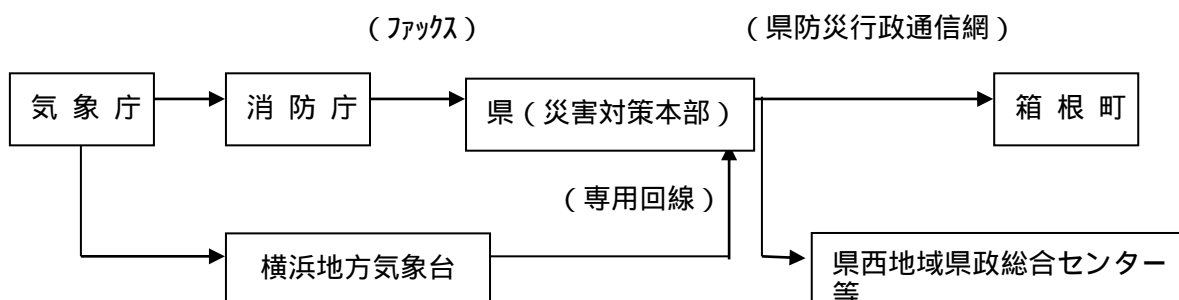 （ファックス）
（県防災行政通信網）
気象庁
消防庁
県（災害対策本部）
箱根町
（専用回線）
横浜地方気象台
県西地域県政総合センター
等